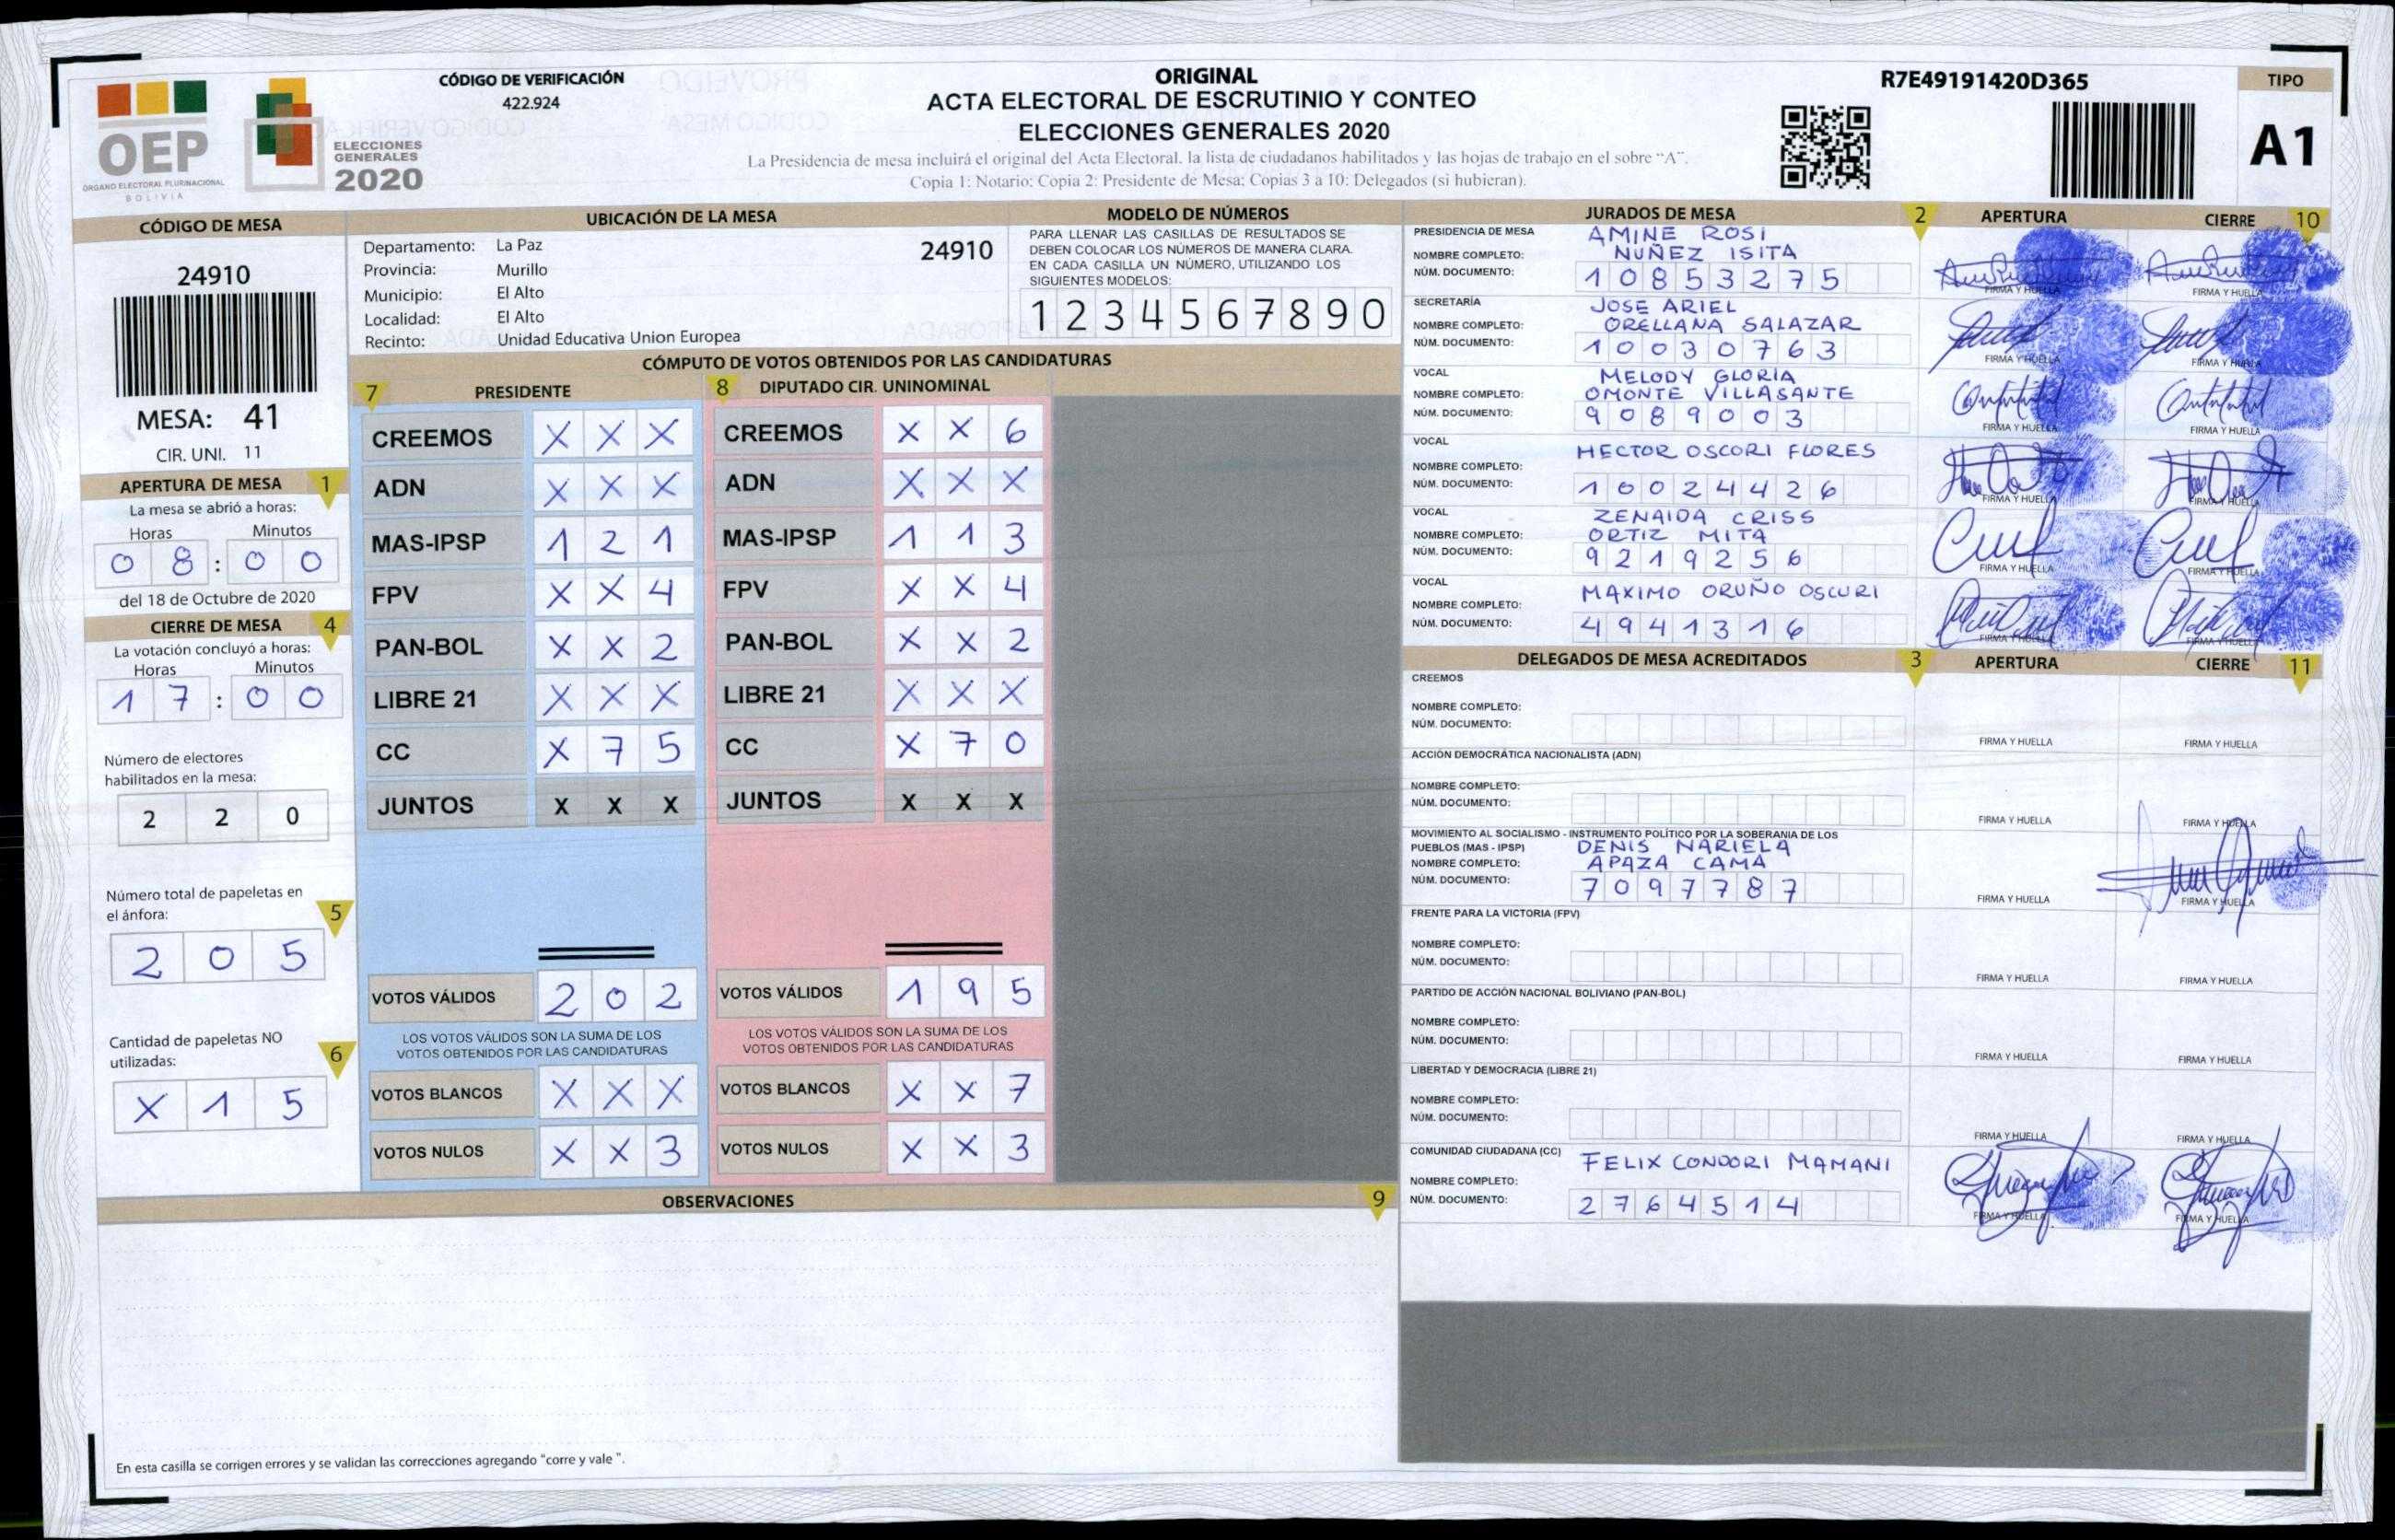 CÓDIGO DE VERIFICACIÓN
422.924
OEP
ÓRGANO ELECTORAL PLURINACIONAL
BOLIVIA
ELECCIONES
GENERALES
2020
ORIGINAL
ACTA ELECTORAL DE ESCRUTINIO Y CONTEO
ELECCIONES GENERALES 2020
La Presidencia de mesa incluirá el original del Acta Electoral. la lista de ciudadanos habilitados y las hojas de trabajo en el sobre "A".
Copia 1: Notario; Copia 2: Presidente de Mesa; Copias 3 a 10: Delegados (si hubieran).
R7E49191420D365
TIPO
A1
CÓDIGO DE MESA
24910
MESA: 41
CIR. UNI. 11
APERTURA DE MESA 1
La mesa se abrió a horas:
Horas Minutos
0 8 : 0 0
del 18 de Octubre de 2020
CIERRE DE MESA 4
La votación concluyó a horas:
Horas Minutos
1 7 : 0 0
Número de electores
habilitados en la mesa:
2 2 0
Número total de papeletas en
el ánfora: 5
2 0 5
Cantidad de papeletas NO
utilizadas: 6
X 1 5
UBICACIÓN DE LA MESA
Departamento: La Paz 24910
Provincia: Murillo
Municipio: El Alto
Localidad: El Alto
Recinto: Unidad Educativa Union Europea
MODELO DE NÚMEROS
PARA LLENAR LAS CASILLAS DE RESULTADOS SE
DEBEN COLOCAR LOS NÚMEROS DE MANERA CLARA.
EN CADA CASILLA UN NÚMERO, UTILIZANDO LOS
SIGUIENTES MODELOS:
1 2 3 4 5 6 7 8 9 0
CÓMPUTO DE VOTOS OBTENIDOS POR LAS CANDIDATURAS
7 PRESIDENTE
CREEMOS X X X
ADN X X X
MAS-IPSP 1 2 1
FPV X X 4
PAN-BOL X X 2
LIBRE 21 X X X
CC X 7 5
JUNTOS X X X
VOTOS VÁLIDOS 2 0 2
LOS VOTOS VÁLIDOS SON LA SUMA DE LOS
VOTOS OBTENIDOS POR LAS CANDIDATURAS
VOTOS BLANCOS X X X
VOTOS NULOS X X 3
8 DIPUTADO CIR. UNINOMINAL
CREEMOS X X 6
ADN X X X
MAS-IPSP 1 1 3
FPV X X 4
PAN-BOL X X 2
LIBRE 21 X X X
CC X 7 0
JUNTOS X X X
VOTOS VÁLIDOS 1 9 5
LOS VOTOS VÁLIDOS SON LA SUMA DE LOS
VOTOS OBTENIDOS POR LAS CANDIDATURAS
VOTOS BLANCOS X X 7
VOTOS NULOS X X 3
OBSERVACIONES 9
En esta casilla se corrigen errores y se validan las correcciones agregando "corre y vale ".
JURADOS DE MESA 2 APERTURA CIERRE 10
PRESIDENCIA DE MESA AMINE ROSI
NOMBRE COMPLETO: NUÑEZ ISITA
NÚM. DOCUMENTO: 1 0 8 5 3 2 7 5
FIRMA Y HUELLA FIRMA Y HUELLA
SECRETARÍA JOSE ARIEL
NOMBRE COMPLETO: ORELLANA SALAZAR
NÚM. DOCUMENTO: 1 0 0 3 0 7 6 3
FIRMA Y HUELLA FIRMA Y HUELLA
VOCAL MELODY GLORIA
NOMBRE COMPLETO: OMONTE VILLASANTE
NÚM. DOCUMENTO: 9 0 8 9 0 0 3
FIRMA Y HUELLA FIRMA Y HUELLA
VOCAL HECTOR OSCORI FLORES
NOMBRE COMPLETO:
NÚM. DOCUMENTO: 1 0 0 2 4 4 2 6
FIRMA Y HUELLA FIRMA Y HUELLA
VOCAL ZENAIDA CRISS
NOMBRE COMPLETO: ORTIZ MITA
NÚM. DOCUMENTO: 9 2 1 9 2 5 6
FIRMA Y HUELLA FIRMA Y HUELLA
VOCAL MAXIMO ORUÑO OSCURI
NOMBRE COMPLETO:
NÚM. DOCUMENTO: 4 9 4 1 3 1 6
FIRMA Y HUELLA FIRMA Y HUELLA
DELEGADOS DE MESA ACREDITADOS 3 APERTURA CIERRE 11
CREEMOS
NOMBRE COMPLETO:
NÚM. DOCUMENTO:
FIRMA Y HUELLA FIRMA Y HUELLA
ACCIÓN DEMOCRÁTICA NACIONALISTA (ADN)
NOMBRE COMPLETO:
NÚM. DOCUMENTO:
FIRMA Y HUELLA FIRMA Y HUELLA
MOVIMIENTO AL SOCIALISMO - INSTRUMENTO POLÍTICO POR LA SOBERANIA DE LOS
PUEBLOS (MAS - IPSP) DENIS NARIELA
NOMBRE COMPLETO: APAZA CAMA
NÚM. DOCUMENTO: 7 0 9 7 7 8 7
FIRMA Y HUELLA FIRMA Y HUELLA
FRENTE PARA LA VICTORIA (FPV)
NOMBRE COMPLETO:
NÚM. DOCUMENTO:
FIRMA Y HUELLA FIRMA Y HUELLA
PARTIDO DE ACCIÓN NACIONAL BOLIVIANO (PAN-BOL)
NOMBRE COMPLETO:
NÚM. DOCUMENTO:
FIRMA Y HUELLA FIRMA Y HUELLA
LIBERTAD Y DEMOCRACIA (LIBRE 21)
NOMBRE COMPLETO:
NÚM. DOCUMENTO:
FIRMA Y HUELLA FIRMA Y HUELLA
COMUNIDAD CIUDADANA (CC) FELIX CONDORI MAMANI
NOMBRE COMPLETO:
NÚM. DOCUMENTO: 2 7 6 4 5 1 4
FIRMA Y HUELLA FIRMA Y HUELLA